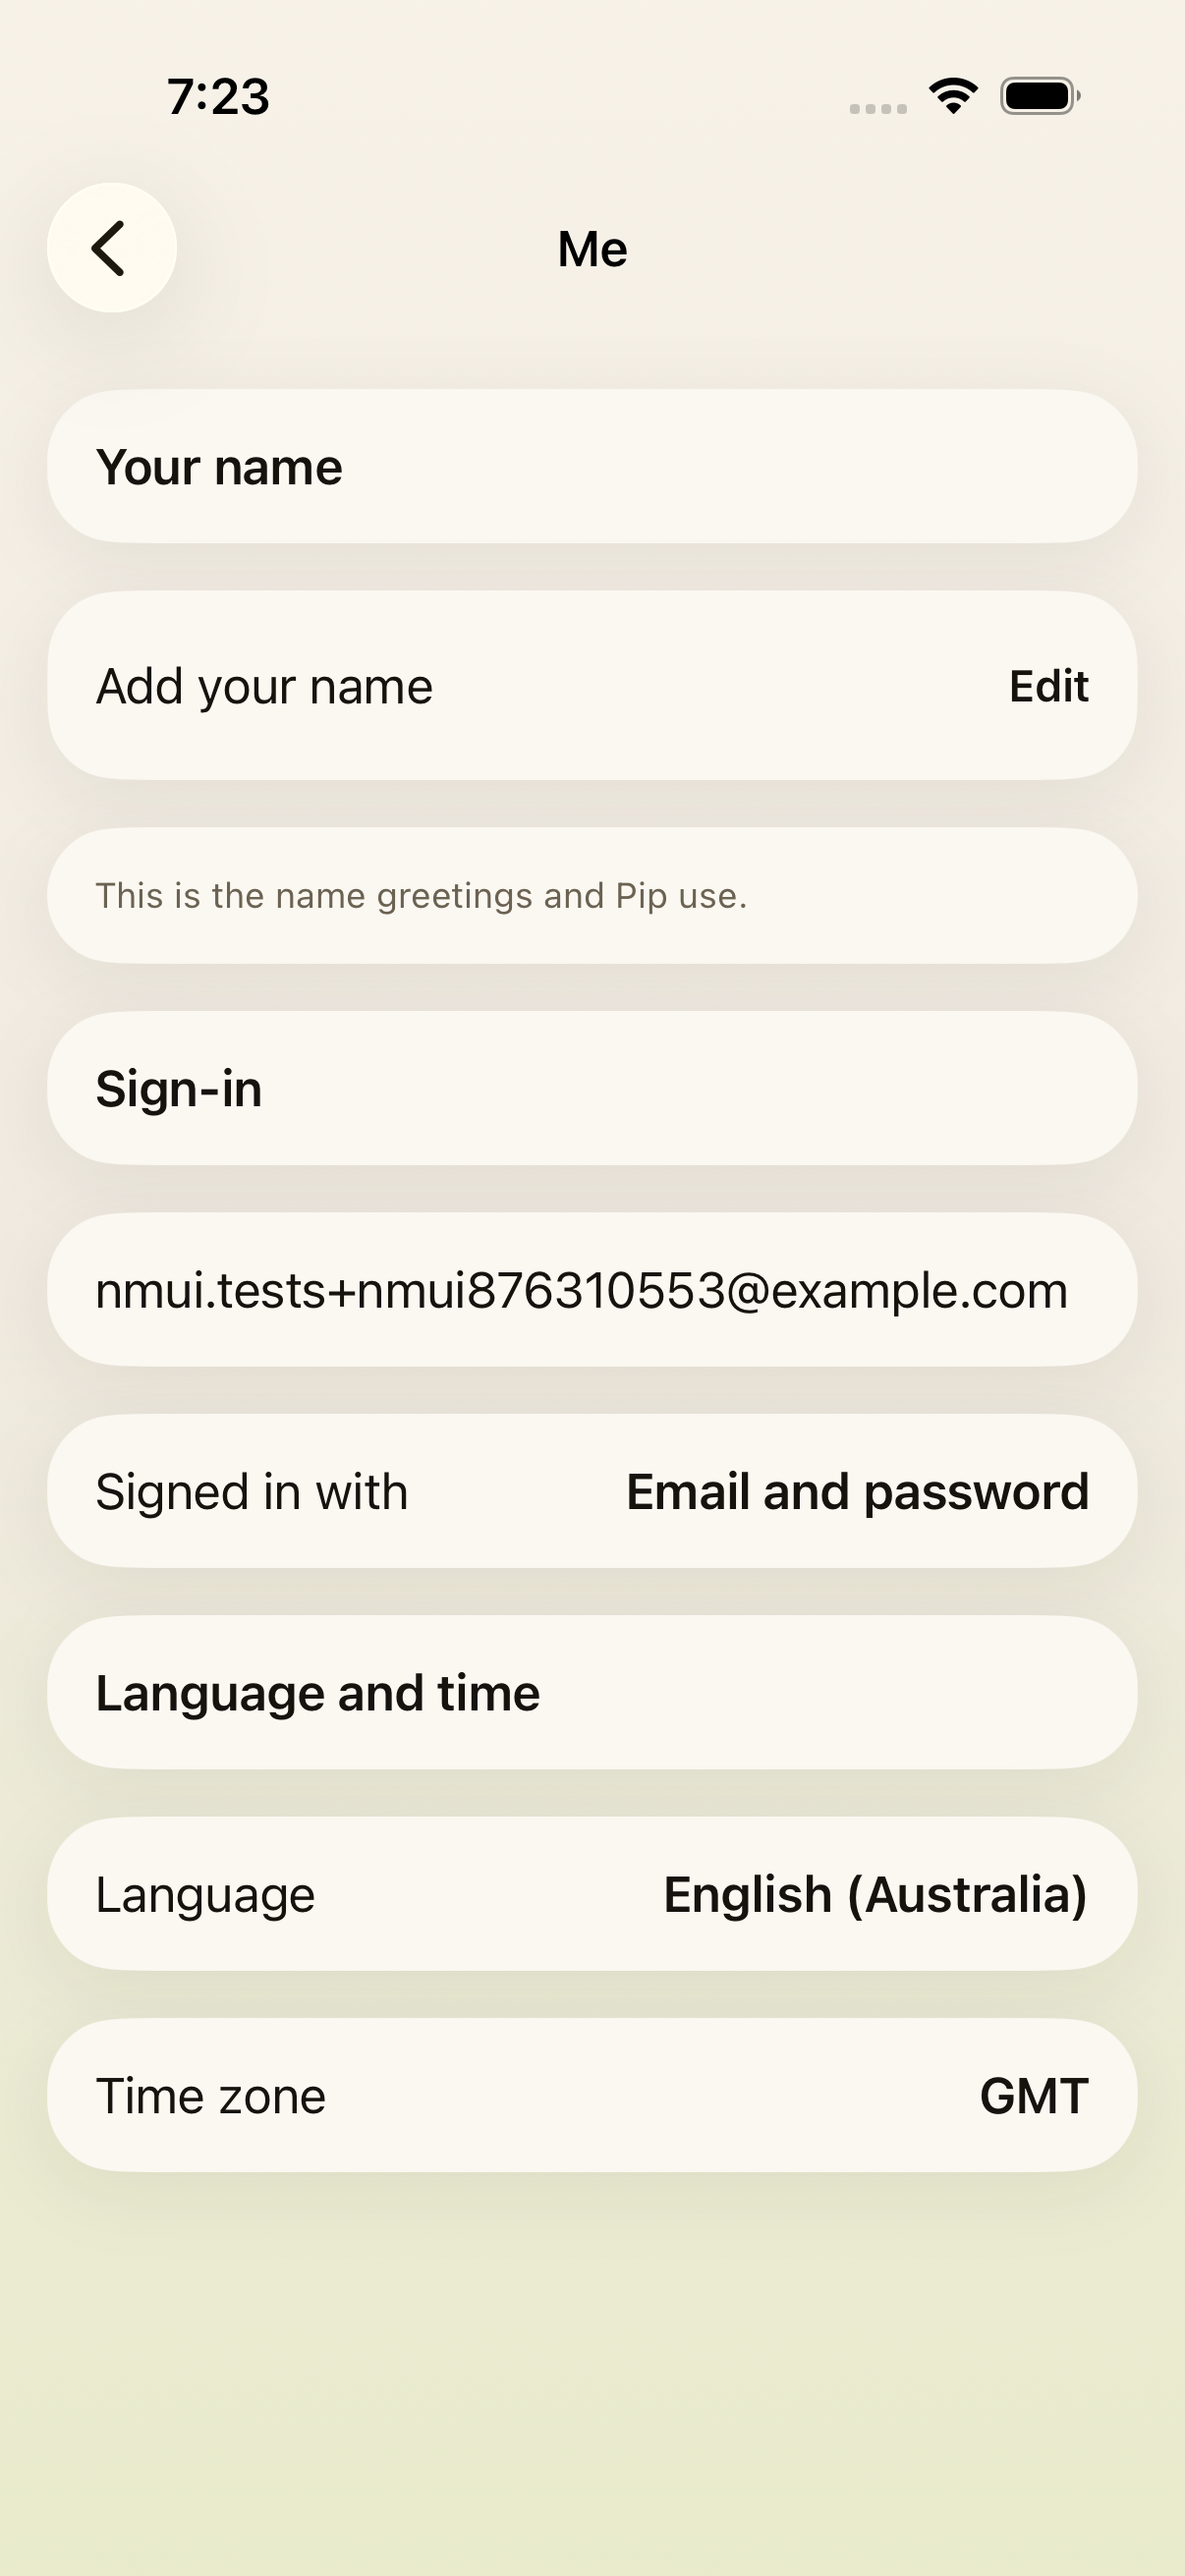 7:23
Me
Your name
Add your name Edit
This is the name greetings and Pip use.
Sign-in
nmui.tests+nmui876310553@example.com
Signed in with Email and password
Language and time
Language English (Australia)
Time zone GMT